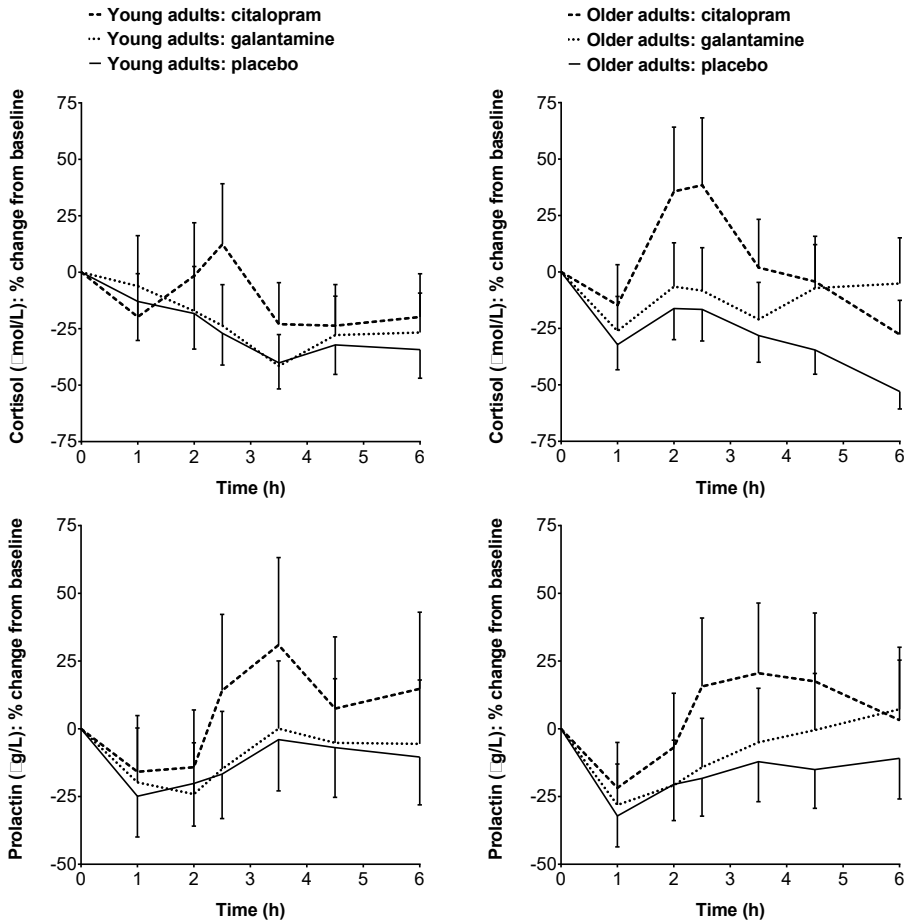 Young adults: citalopram
Young adults: galantamine
Young adults: placebo
Older adults: citalopram
Older adults: galantamine
Older adults: placebo
Cortisol (□mol/L): % change from baseline
75
50
25
0
-25
-50
-75
0 1 2 3 4 5 6
Time (h)
Cortisol (□mol/L): % change from baseline
75
50
25
0
-25
-50
-75
0 1 2 3 4 5 6
Time (h)
Prolactin (□g/L): % change from baseline
75
50
25
0
-25
-50
0 1 2 3 4 5 6
Time (h)
Prolactin (□g/L): % change from baseline
75
50
25
0
-25
-50
0 1 2 3 4 5 6
Time (h)